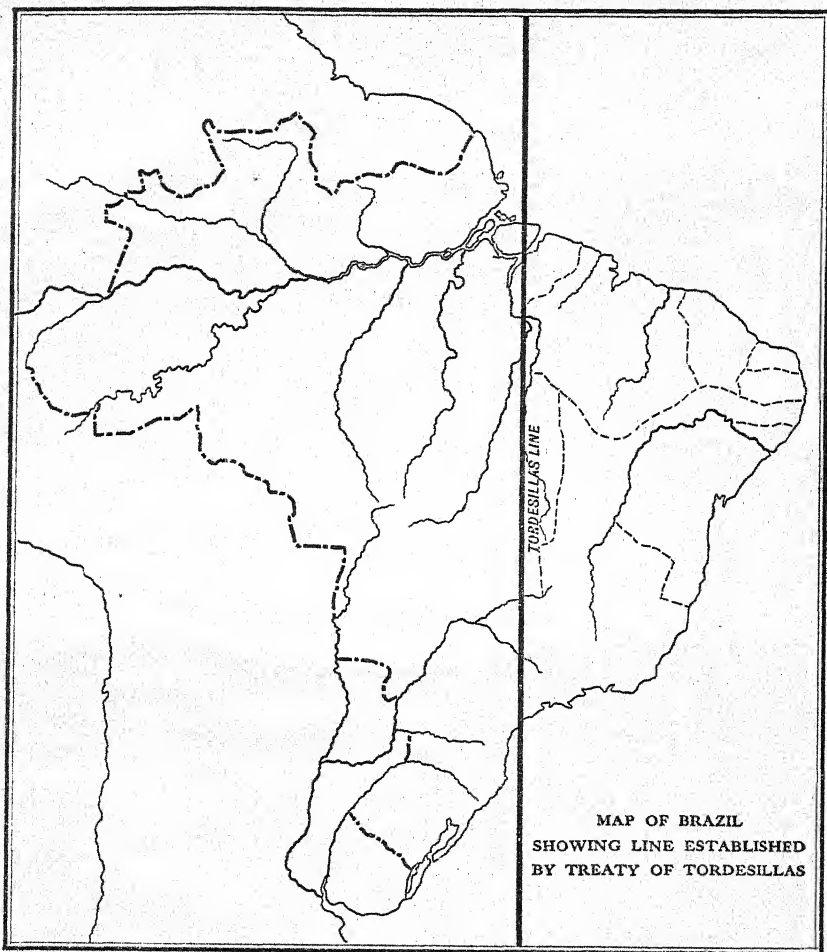 TORDESILLAS LINE
MAP OF BRAZIL
SHOWING LINE ESTABLISHED
BY TREATY OF TORDESILLAS